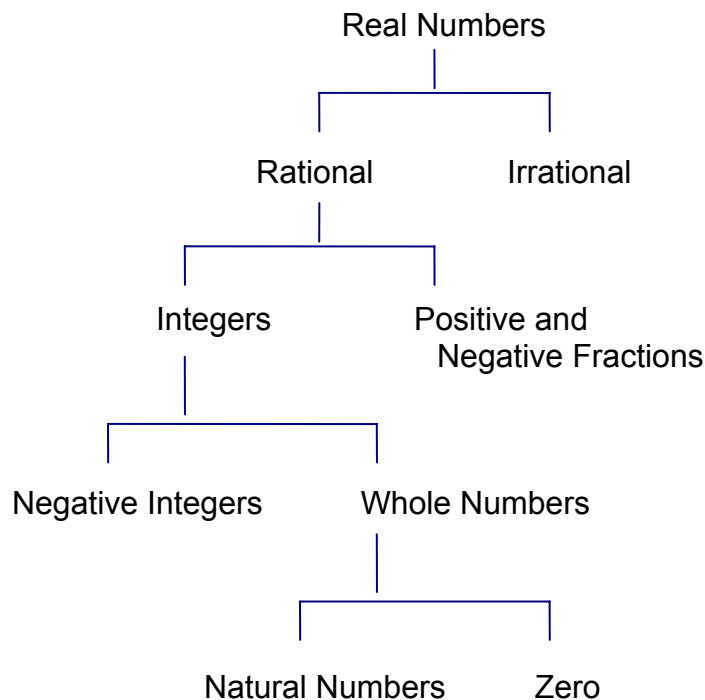 Real Numbers
Rational
Irrational
Integers
Positive and
Negative Fractions
Negative Integers
Whole Numbers
Natural Numbers
Zero